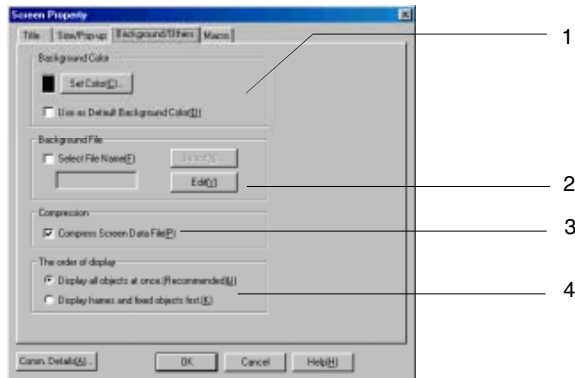 Screen Property
Title Size/Pop-up Background/Others Macro
Background Color
Set Color(C)...
Use as Default Background Color(D)
Background File
Select File Name(F)
Select(X)...
Edit(Y)
Compression
Compress Screen Data File(P)
The order of display
Display all objects at once.(Recommended)(U)
Display frames and fixed objects first.(K)
Comm. Details(A)... OK Cancel Help(H)
1
2
3
4